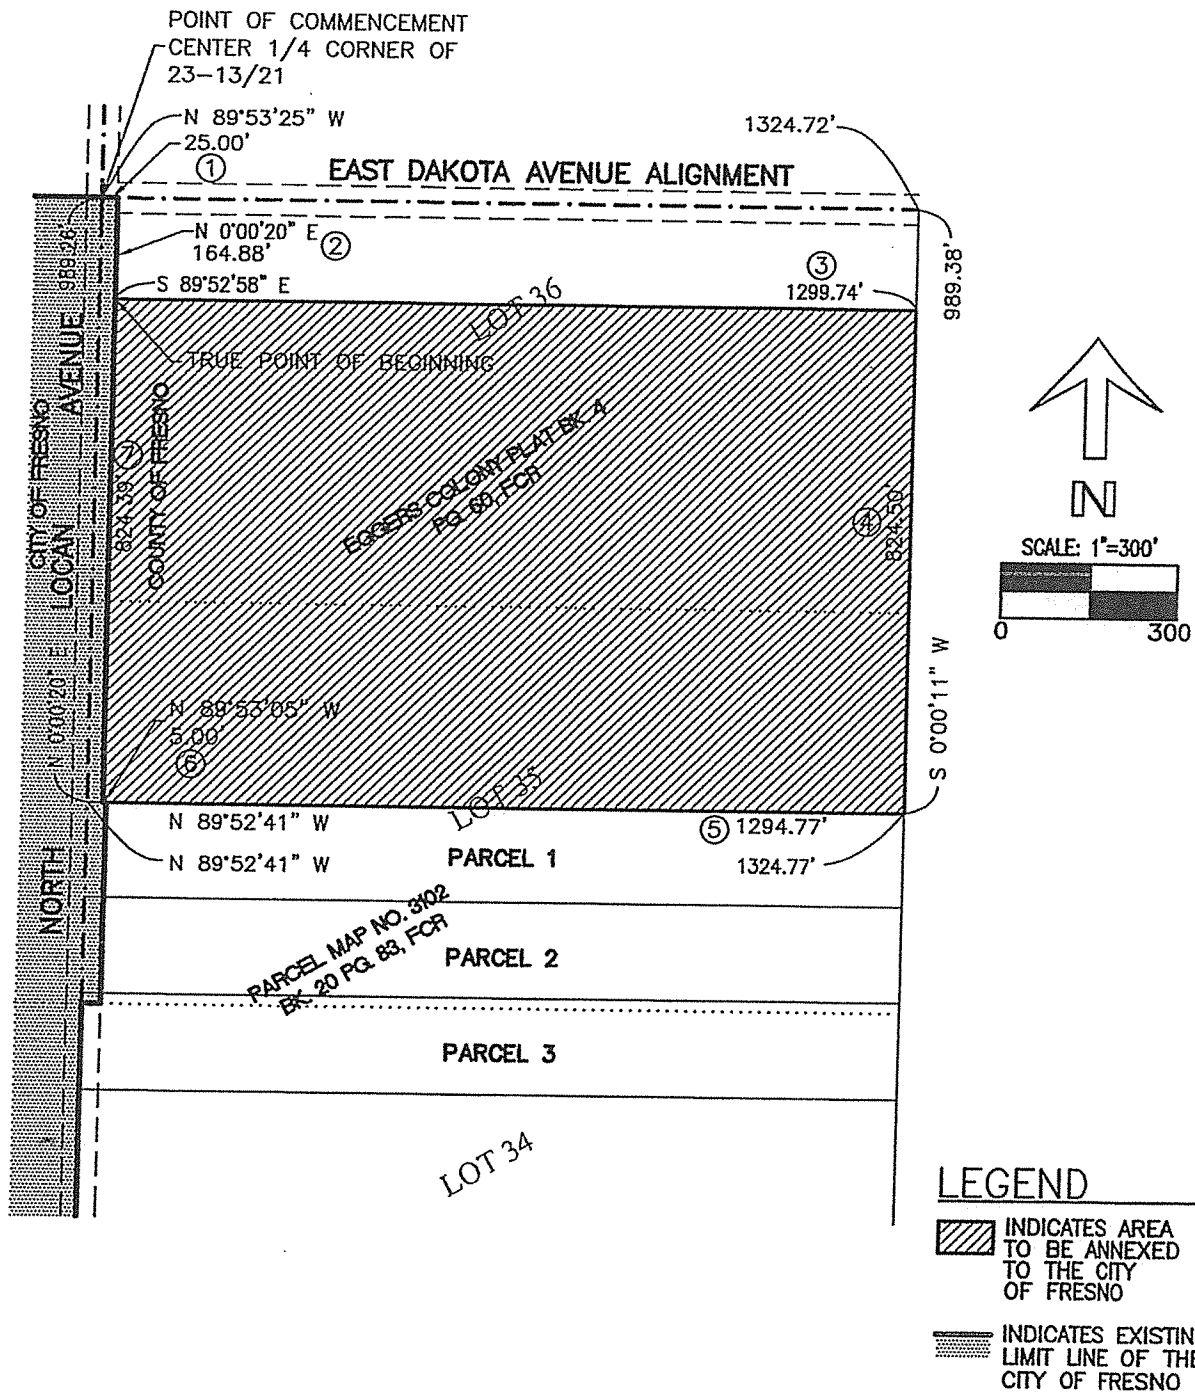 POINT OF COMMENCEMENT
CENTER 1/4 CORNER OF
23-13/21
N 89°53'25" W
25.00'
①
1324.72'
EAST DAKOTA AVENUE ALIGNMENT
N 0°00'20" E
164.88'
②
989.26'
S 89°52'58" E
③
1299.74'
989.38'
LOT 36
TRUE POINT OF BEGINNING
CITY OF FRESNO
NORTH LOCAN AVENUE
N 0°00'20" E
824.39'
⑦
COUNTY OF FRESNO
EGGERS COLONY PLAT BK. 4
PG. 60, FCR
④
824.50'
N
SCALE: 1"=300'
0 300
S 0°00'11" W
N 89°53'05" W
5.00'
⑥
LOT 35
N 89°52'41" W
⑤ 1294.77'
N 89°52'41" W
1324.77'
PARCEL 1
PARCEL MAP NO. 3102
BK. 20 PG. 83, FCR
PARCEL 2
PARCEL 3
LOT 34
LEGEND
INDICATES AREA
TO BE ANNEXED
TO THE CITY
OF FRESNO
INDICATES EXISTIN
LIMIT LINE OF THE
CITY OF FRESNO